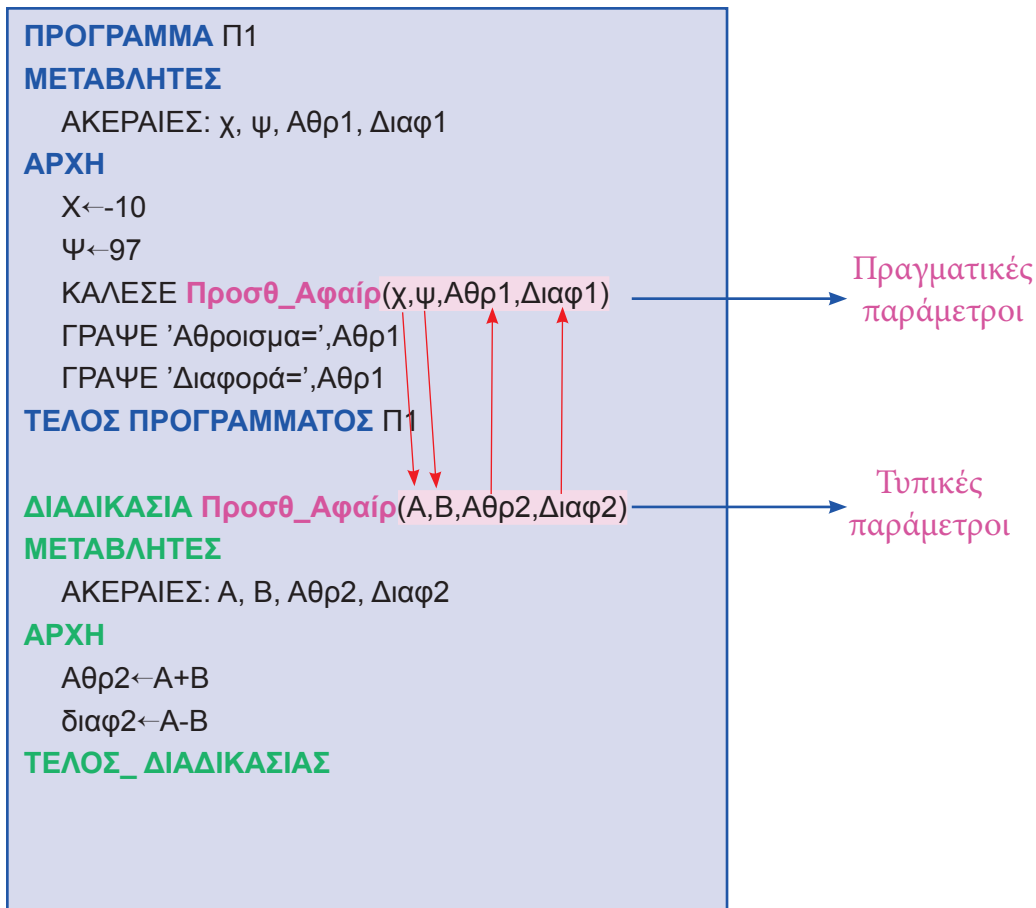 ΠΡΟΓΡΑΜΜΑ Π1
ΜΕΤΑΒΛΗΤΕΣ
ΑΚΕΡΑΙΕΣ: χ, ψ, Αθρ1, Διαφ1
ΑΡΧΗ
Χ←-10
Ψ←97
ΚΑΛΕΣΕ Προσθ_Αφαίρ(χ,ψ,Αθρ1,Διαφ1)
Πραγματικές
παράμετροι
ΓΡΑΨΕ ’Αθροισμα=’,Αθρ1
ΓΡΑΨΕ ’Διαφορά=’,Αθρ1
ΤΕΛΟΣ ΠΡΟΓΡΑΜΜΑΤΟΣ Π1
ΔΙΑΔΙΚΑΣΙΑ Προσθ_Αφαίρ(Α,Β,Αθρ2,Διαφ2)
Τυπικές
παράμετροι
ΜΕΤΑΒΛΗΤΕΣ
ΑΚΕΡΑΙΕΣ: Α, Β, Αθρ2, Διαφ2
ΑΡΧΗ
Αθρ2←Α+Β
διαφ2←Α-Β
ΤΕΛΟΣ_ ΔΙΑΔΙΚΑΣΙΑΣ